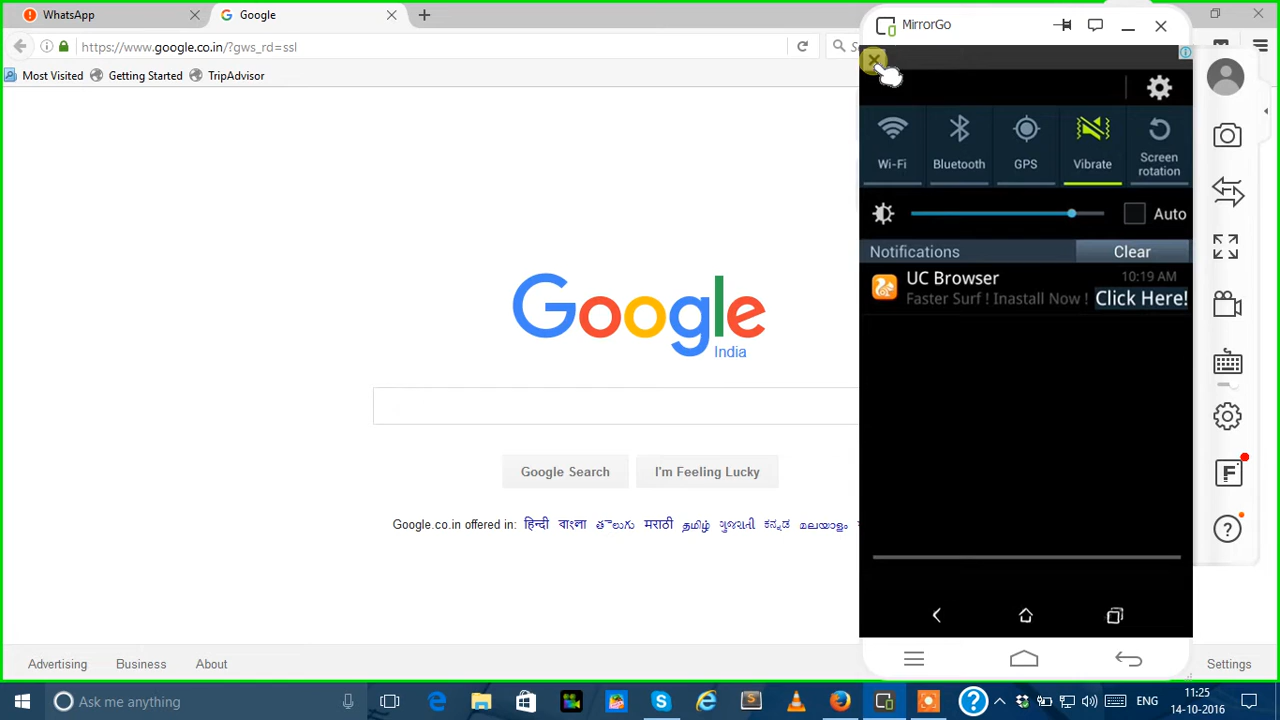 WhatsApp
Google
https://www.google.co.in/?gws_rd=ssl
Most Visited
Getting Started
TripAdvisor
Google
India
Google Search
I'm Feeling Lucky
Google.co.in offered in: हिन्दी বাংলা తెలుగు मराठी தமிழ் ગુજરાતી ಕನ್ನಡ മലയാളം
Advertising
Business
About
Settings
MirrorGo
Wi-Fi
Bluetooth
GPS
Vibrate
Screen
rotation
Auto
Notifications
Clear
UC Browser
10:19 AM
Faster Surf ! Inastall Now !
Click Here!
Ask me anything
ENG
11:25
14-10-2016